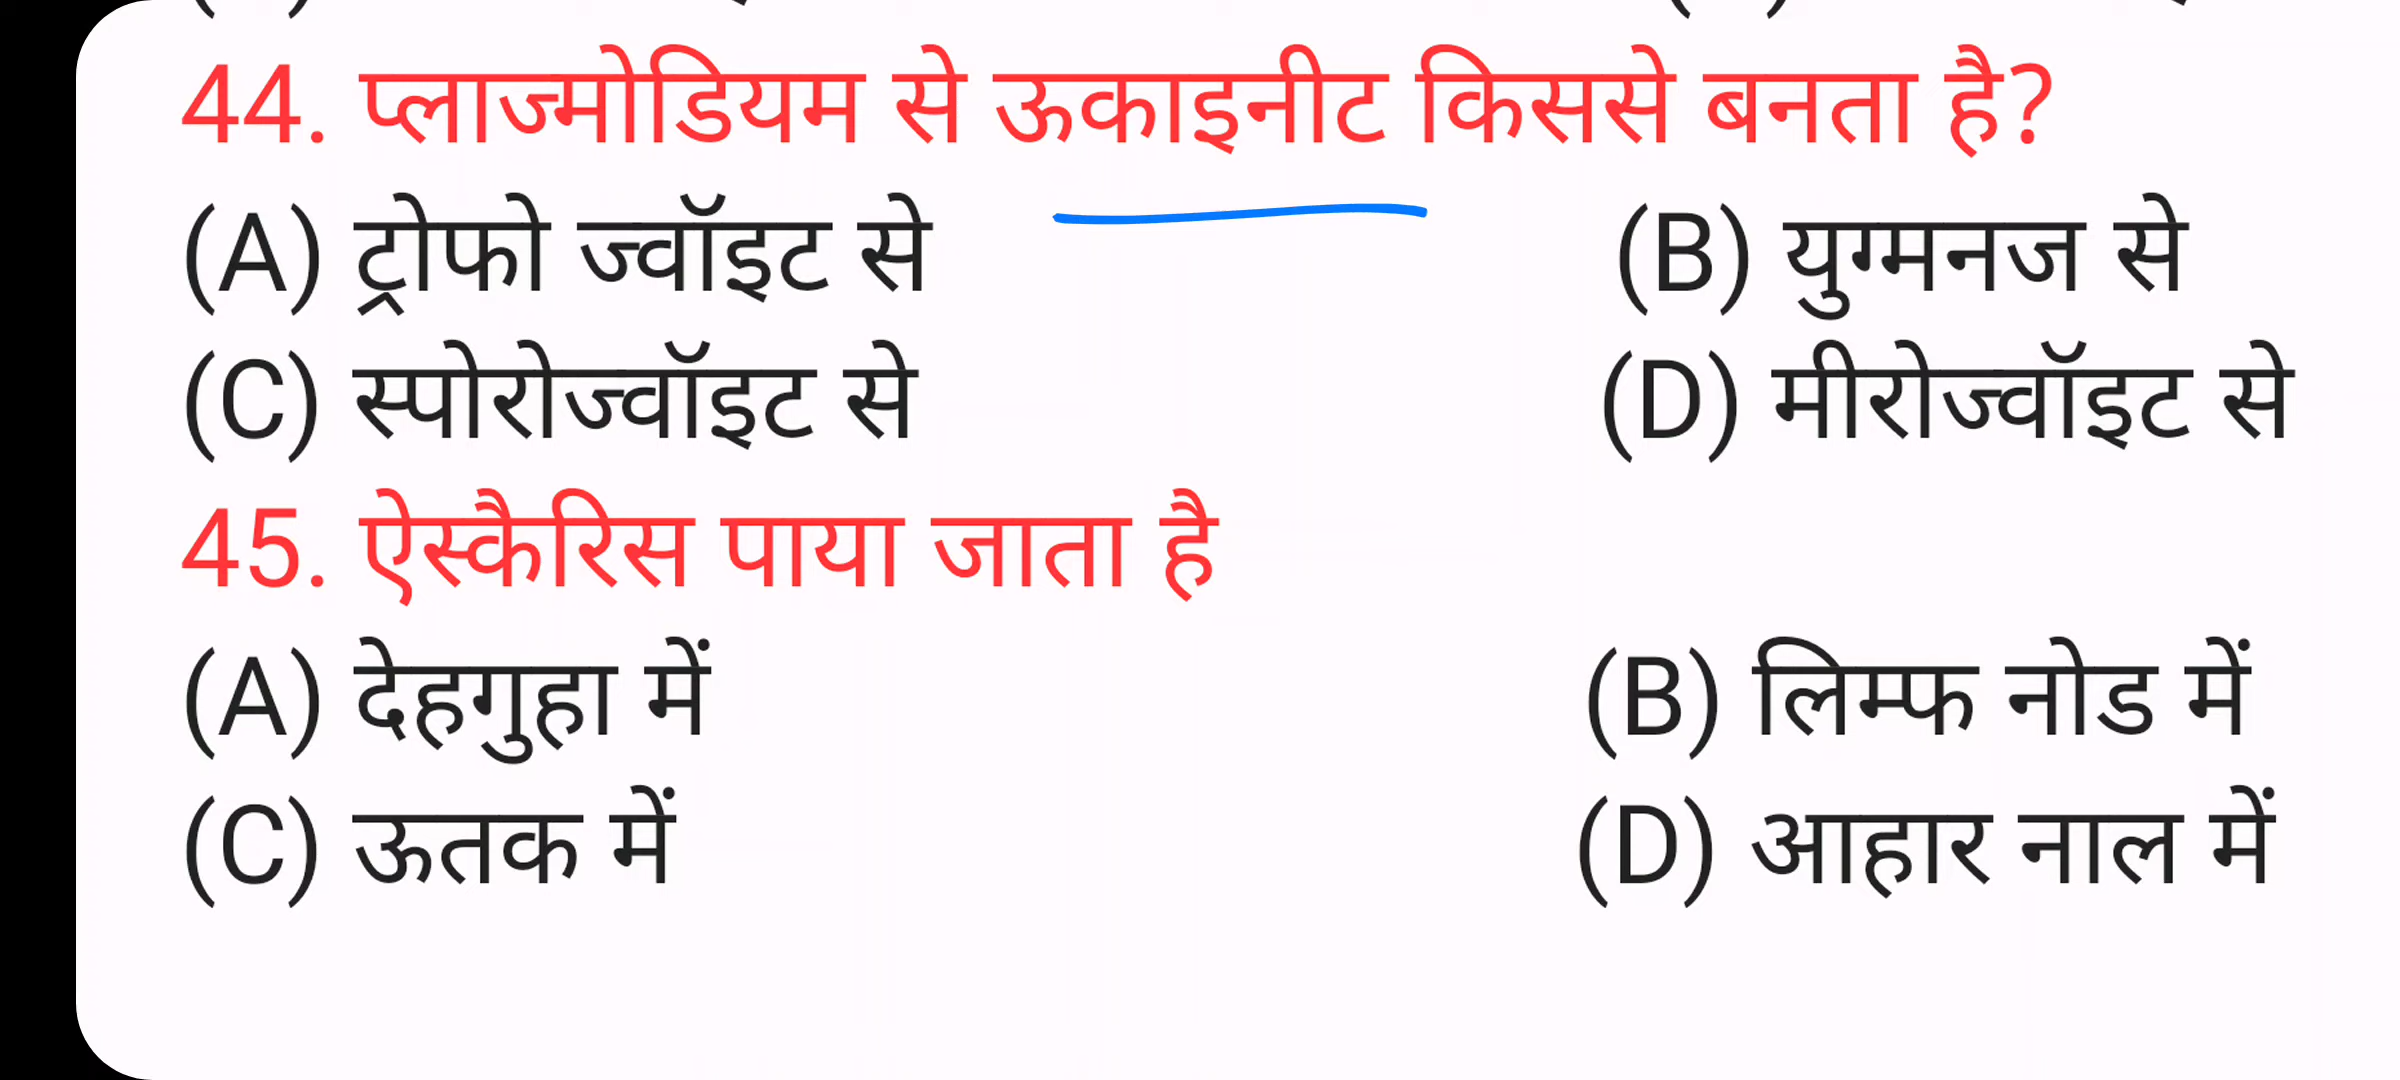 44. प्लाज्मोडियम से ऊकाइनीट किससे बनता है?
(A) ट्रोफो ज्वॉइट से (B) युग्मनज से
(C) स्पोरोज्वॉइट से (D) मीरोज्वॉइट से
45. ऐस्कैरिस पाया जाता है
(A) देहगुहा में (B) लिम्फ नोड में
(C) ऊतक में (D) आहार नाल में